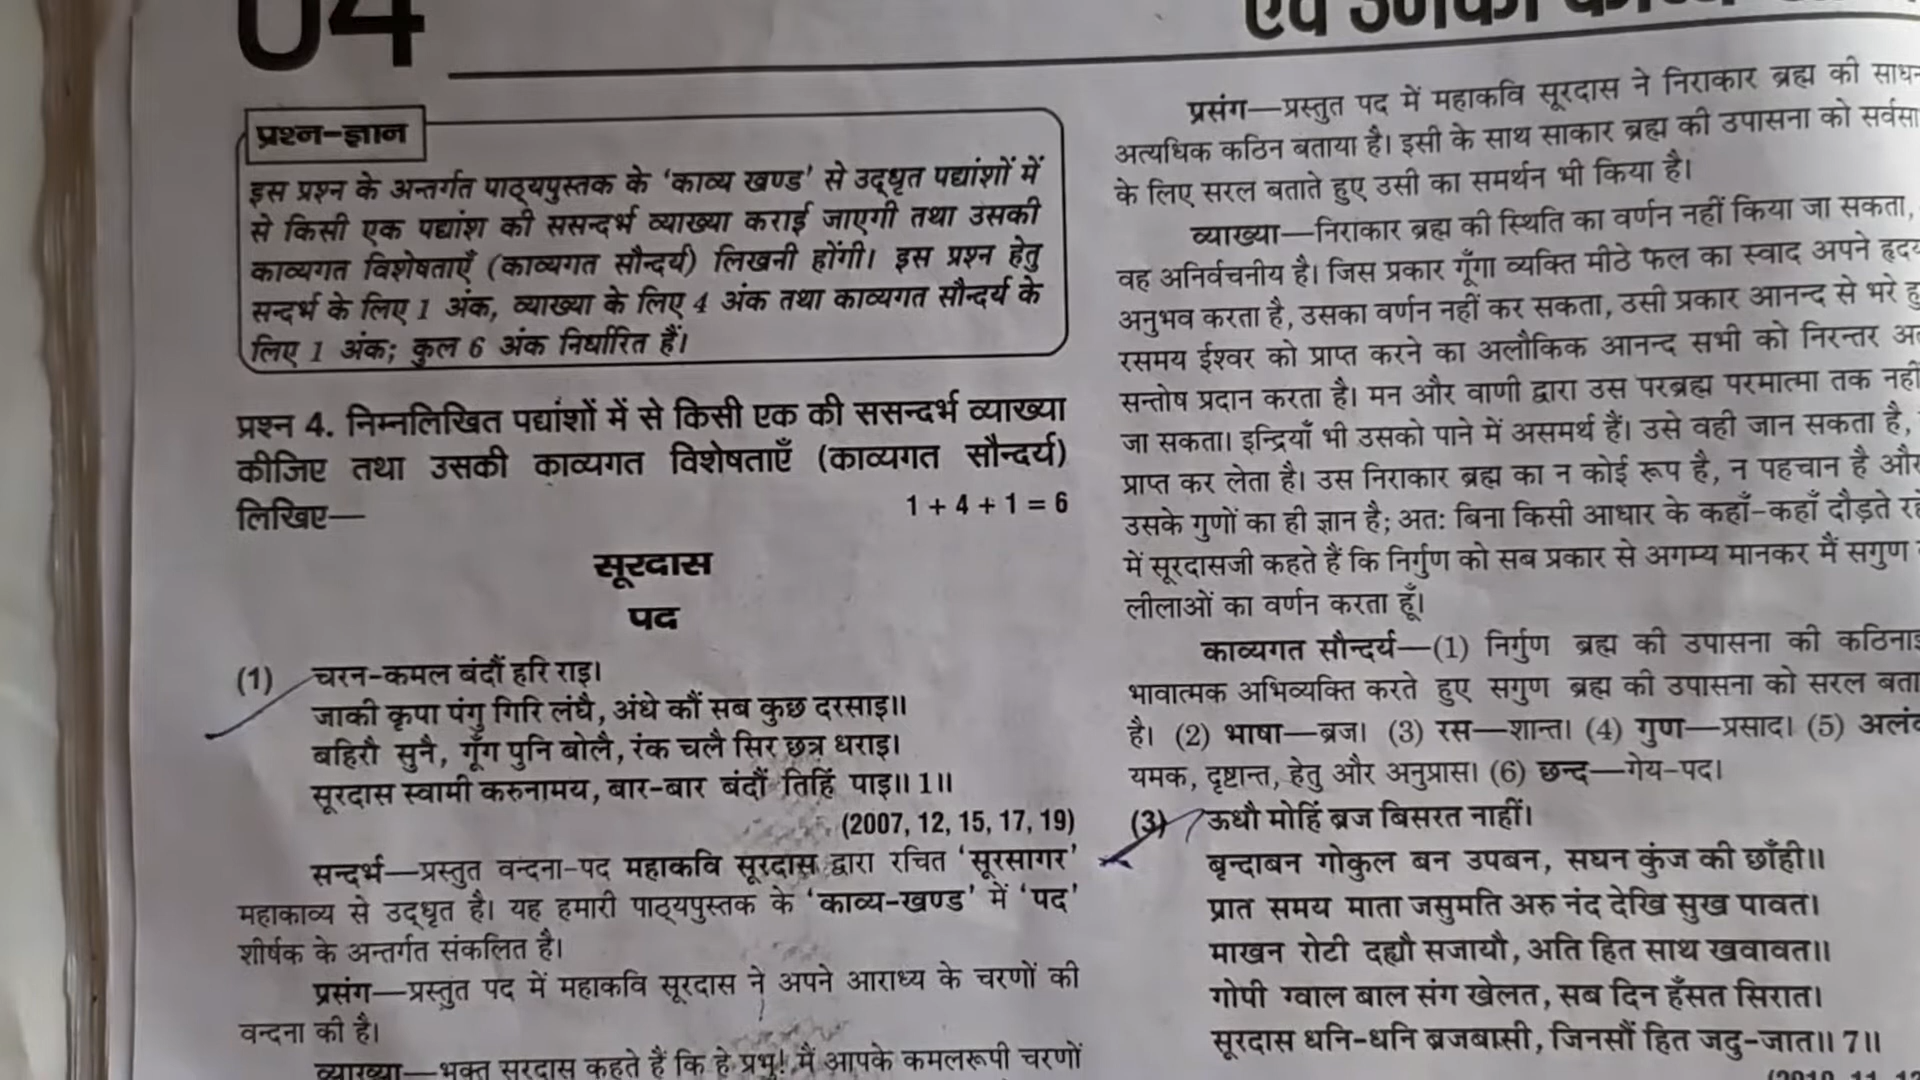 04
एवं उनका
प्रश्न-ज्ञान
इस प्रश्न के अन्तर्गत पाठ्यपुस्तक के 'काव्य खण्ड' से उद्धृत पद्यांशों में
से किसी एक पद्यांश की ससन्दर्भ व्याख्या कराई जाएगी तथा उसकी
काव्यगत विशेषताएँ (काव्यगत सौन्दर्य) लिखनी होंगी। इस प्रश्न हेतु
सन्दर्भ के लिए 1 अंक, व्याख्या के लिए 4 अंक तथा काव्यगत सौन्दर्य के
लिए 1 अंक; कुल 6 अंक निर्धारित हैं।
प्रश्न 4. निम्नलिखित पद्यांशों में से किसी एक की ससन्दर्भ व्याख्या
कीजिए तथा उसकी काव्यगत विशेषताएँ (काव्यगत सौन्दर्य)
लिखिए—
1 + 4 + 1 = 6
सूरदास
पद
(1) चरन-कमल बंदौं हरि राइ।
जाकी कृपा पंगु गिरि लंघै, अंधे कौं सब कुछ दरसाइ॥
बहिरौ सुनै, गूँग पुनि बोलै, रंक चलै सिर छत्र धराइ।
सूरदास स्वामी करुनामय, बार-बार बंदौं तिहिं पाइ॥ 1॥
(2007, 12, 15, 17, 19)
सन्दर्भ—प्रस्तुत वन्दना-पद महाकवि सूरदास द्वारा रचित 'सूरसागर'
महाकाव्य से उद्धृत है। यह हमारी पाठ्यपुस्तक के 'काव्य-खण्ड' में 'पद'
शीर्षक के अन्तर्गत संकलित है।
प्रसंग—प्रस्तुत पद में महाकवि सूरदास ने अपने आराध्य के चरणों की
वन्दना की है।
व्याख्या—भक्त सूरदास कहते हैं कि हे प्रभु! मैं आपके कमलरूपी चरणों
प्रसंग—प्रस्तुत पद में महाकवि सूरदास ने निराकार ब्रह्म की
अत्यधिक कठिन बताया है। इसी के साथ साकार ब्रह्म की उपासना को
के लिए सरल बताते हुए उसी का समर्थन भी किया है।
व्याख्या—निराकार ब्रह्म की स्थिति का वर्णन नहीं किया जा सकता,
वह अनिर्वचनीय है। जिस प्रकार गूँगा व्यक्ति मीठे फल का स्वाद अपने
अनुभव करता है, उसका वर्णन नहीं कर सकता, उसी प्रकार आनन्द से भरे
रसमय ईश्वर को प्राप्त करने का अलौकिक आनन्द सभी को निरन्तर
सन्तोष प्रदान करता है। मन और वाणी द्वारा उस परब्रह्म परमात्मा तक नहीं
जा सकता। इन्द्रियाँ भी उसको पाने में असमर्थ हैं। उसे वही जान सकता है,
प्राप्त कर लेता है। उस निराकार ब्रह्म का न कोई रूप है, न पहचान है और
उसके गुणों का ही ज्ञान है; अतः बिना किसी आधार के कहाँ-कहाँ दौड़ते
में सूरदासजी कहते हैं कि निर्गुण को सब प्रकार से अगम्य मानकर मैं सगुण
लीलाओं का वर्णन करता हूँ।
काव्यगत सौन्दर्य—(1) निर्गुण ब्रह्म की उपासना की
भावात्मक अभिव्यक्ति करते हुए सगुण ब्रह्म की उपासना को सरल
है। (2) भाषा—ब्रज। (3) रस—शान्त। (4) गुण—प्रसाद। (5)
यमक, दृष्टान्त, हेतु और अनुप्रास। (6) छन्द—गेय-पद।
(3) ऊधौ मोहिं ब्रज बिसरत नाहीं।
बृन्दाबन गोकुल बन उपबन, सघन कुंज की छाँही॥
प्रात समय माता जसुमति अरु नंद देखि सुख पावत।
माखन रोटी दह्यौ सजायौ, अति हित साथ खवावत॥
गोपी ग्वाल बाल संग खेलत, सब दिन हँसत सिरात।
सूरदास धनि-धनि ब्रजबासी, जिनसौं हित जदु-जात॥ 7॥